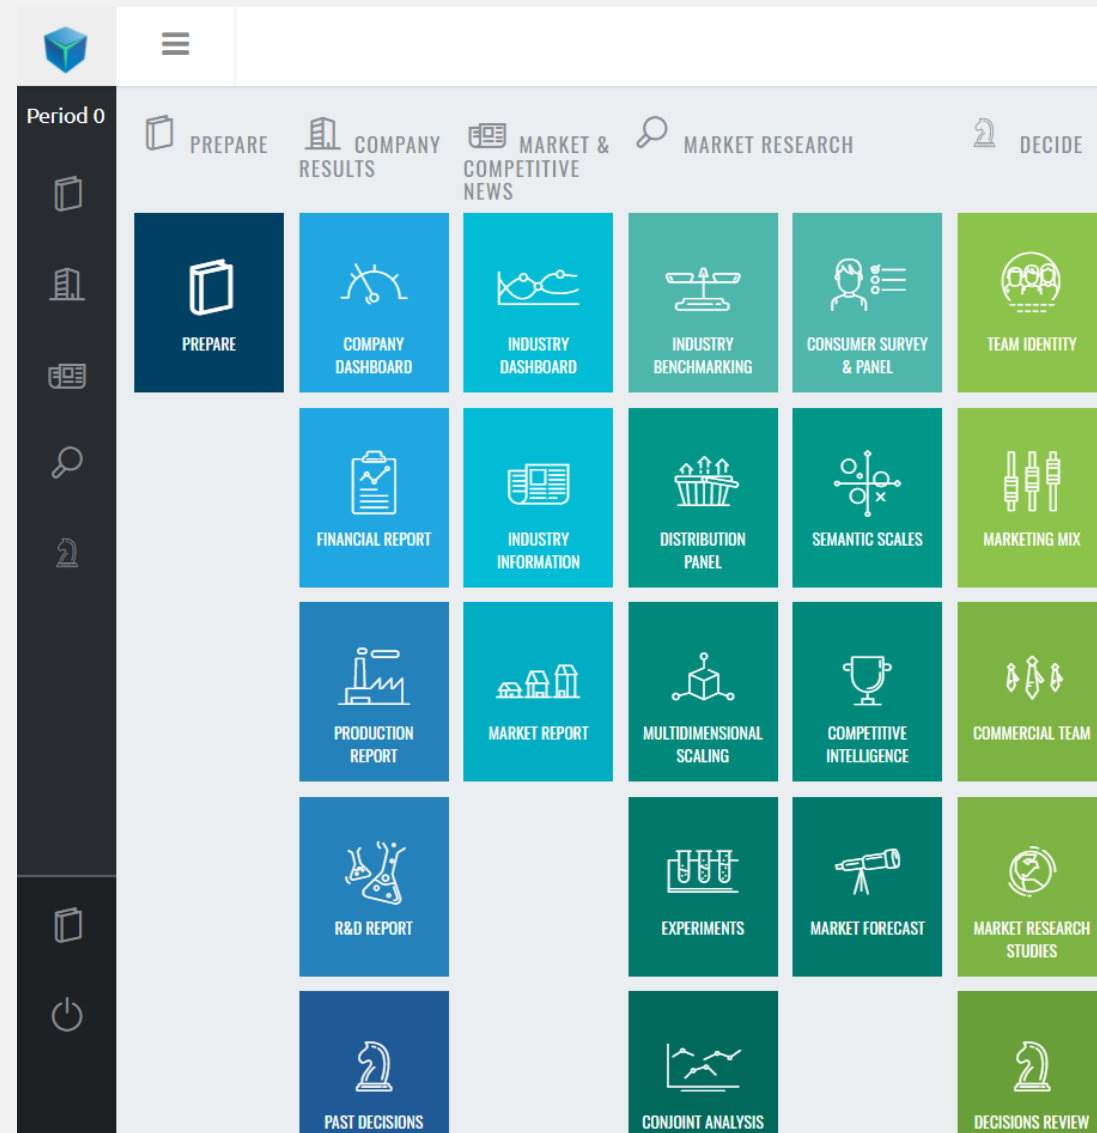 Period 0
PREPARE
COMPANY
RESULTS
MARKET &
COMPETITIVE
NEWS
MARKET RESEARCH
DECIDE
PREPARE
COMPANY
DASHBOARD
INDUSTRY
DASHBOARD
INDUSTRY
BENCHMARKING
CONSUMER SURVEY
& PANEL
TEAM IDENTITY
FINANCIAL REPORT
INDUSTRY
INFORMATION
DISTRIBUTION
PANEL
SEMANTIC SCALES
MARKETING MIX
PRODUCTION
REPORT
MARKET REPORT
MULTIDIMENSIONAL
SCALING
COMPETITIVE
INTELLIGENCE
COMMERCIAL TEAM
R&D REPORT
EXPERIMENTS
MARKET FORECAST
MARKET RESEARCH
STUDIES
PAST DECISIONS
CONJOINT ANALYSIS
DECISIONS REVIEW